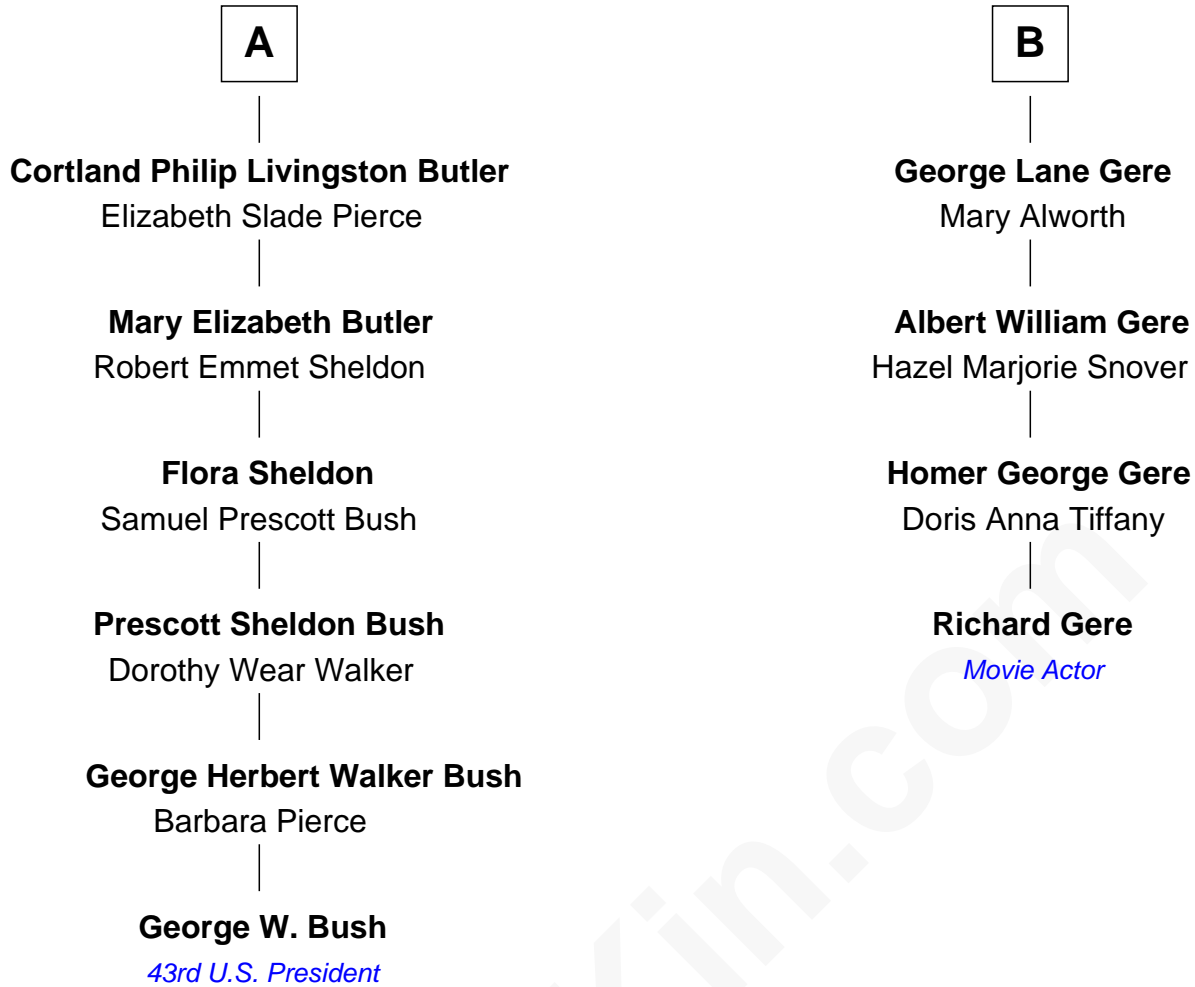 A
Cortland Philip Livingston Butler
Elizabeth Slade Pierce
Mary Elizabeth Butler
Robert Emmet Sheldon
Flora Sheldon
Samuel Prescott Bush
Prescott Sheldon Bush
Dorothy Wear Walker
George Herbert Walker Bush
Barbara Pierce
George W. Bush
43rd U.S. President
B
George Lane Gere
Mary Alworth
Albert William Gere
Hazel Marjorie Snover
Homer George Gere
Doris Anna Tiffany
Richard Gere
Movie Actor
Kin.com